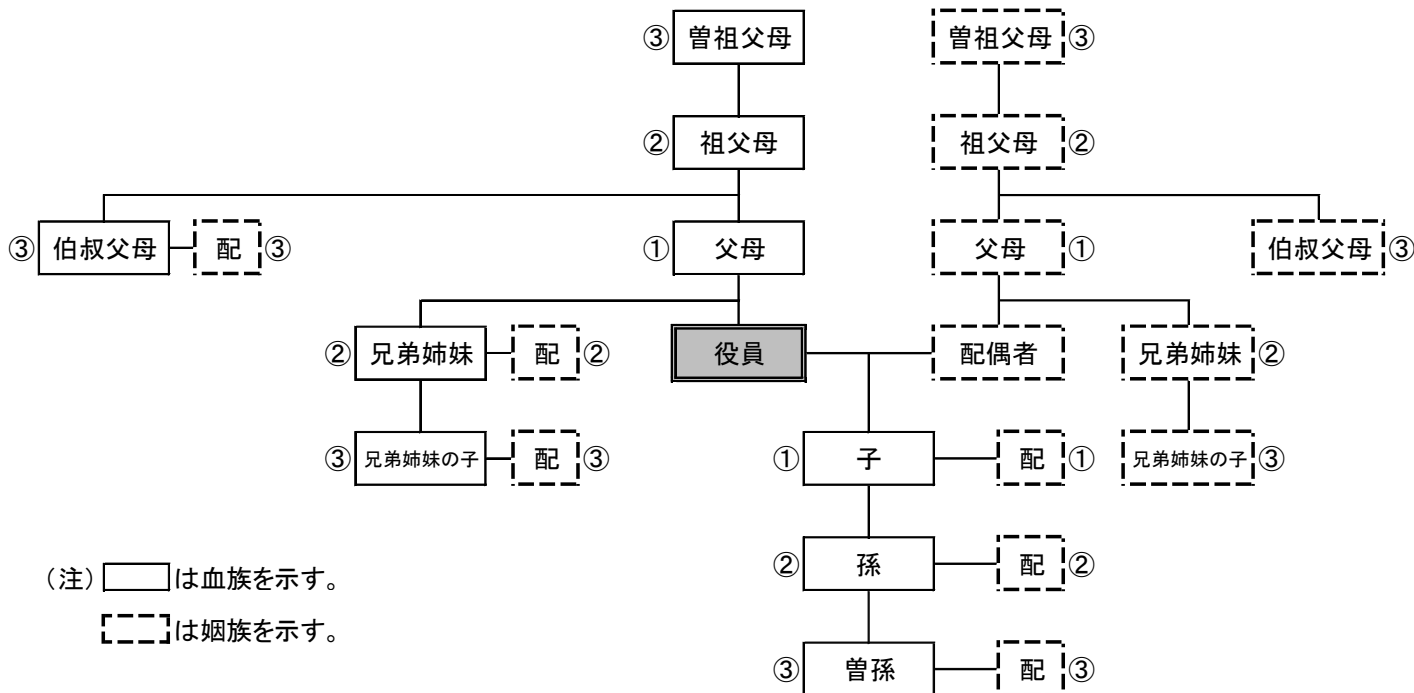 ③ 曽祖父母 曽祖父母 ③
② 祖父母 祖父母 ②
③ 伯叔父母 配 ③ ① 父母 父母 ① 伯叔父母 ③
② 兄弟姉妹 配 ② 役員 配偶者 兄弟姉妹 ②
③ 兄弟姉妹の子 配 ③ ① 子 配 ① 兄弟姉妹の子 ③
② 孫 配 ②
(注) は血族を示す。
は姻族を示す。
③ 曽孫 配 ③